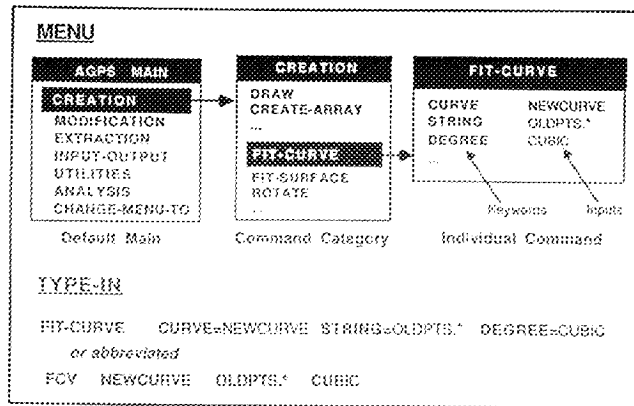 MENU
AGPS MAIN
CREATION
MODIFICATION
EXTRACTION
INPUT-OUTPUT
UTILITIES
ANALYSIS
CHANGE-MENU-TO
Default Main
CREATION
DRAW
CREATE-ARRAY
...
FIT-CURVE
FIT-SURFACE
ROTATE
...
Command Category
FIT-CURVE
CURVE NEWCURVE
STRING OLDPTS.*
DEGREE CUBIC
...
Keywords Inputs
Individual Command
TYPE-IN
FIT-CURVE CURVE=NEWCURVE STRING=OLDPTS.* DEGREE=CUBIC
or abbreviated
FCV NEWCURVE OLDPTS.* CUBIC